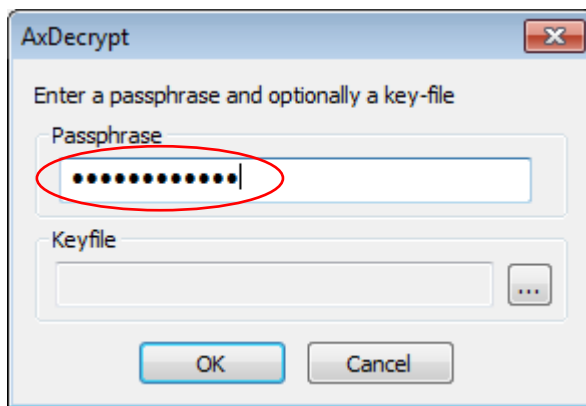 AxDecrypt
Enter a passphrase and optionally a key-file
Passphrase
••••••••••••
Keyfile
...
OK
Cancel